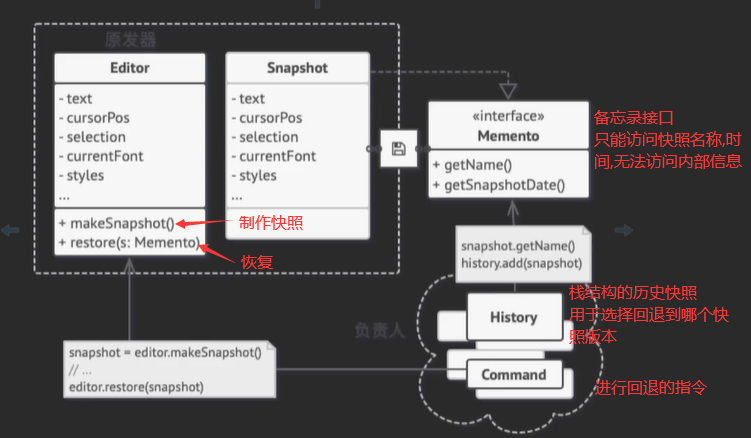 原发器
Editor
- text
- cursorPos
- selection
- currentFont
- styles
...
+ makeSnapshot()
+ restore(s: Memento)
制作快照
恢复
Snapshot
- text
- cursorPos
- selection
- currentFont
- styles
...
«interface»
Memento
+ getName()
+ getSnapshotDate()
备忘录接口
只能访问快照名称,时
间,无法访问内部信息
snapshot.getName()
history.add(snapshot)
栈结构的历史快照
用于选择回退到哪个快
照版本
History
负责人
Command
进行回退的指令
snapshot = editor.makeSnapshot()
// ...
editor.restore(snapshot)